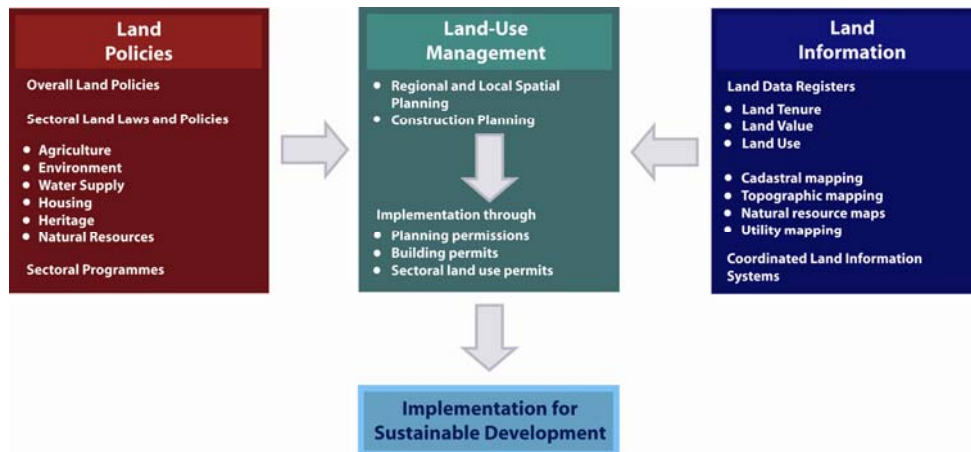 Land
Policies
Overall Land Policies
Sectoral Land Laws and Policies
Agriculture
Environment
Water Supply
Housing
Heritage
Natural Resources
Sectoral Programmes
Land-Use
Management
Regional and Local Spatial
Planning
Construction Planning
Implementation through
Planning permissions
Building permits
Sectoral land use permits
Land
Information
Land Data Registers
Land Tenure
Land Value
Land Use
Cadastral mapping
Topographic mapping
Natural resource maps
Utility mapping
Coordinated Land Information
Systems
Implementation for
Sustainable Development